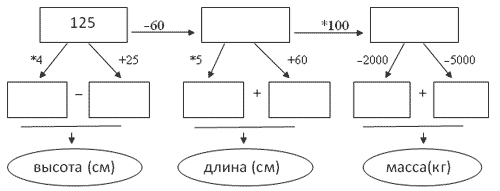 125 −60 *100
*4 +25 *5 +60 −2000 −5000
− + +
высота (см) длина (см) масса(кг)